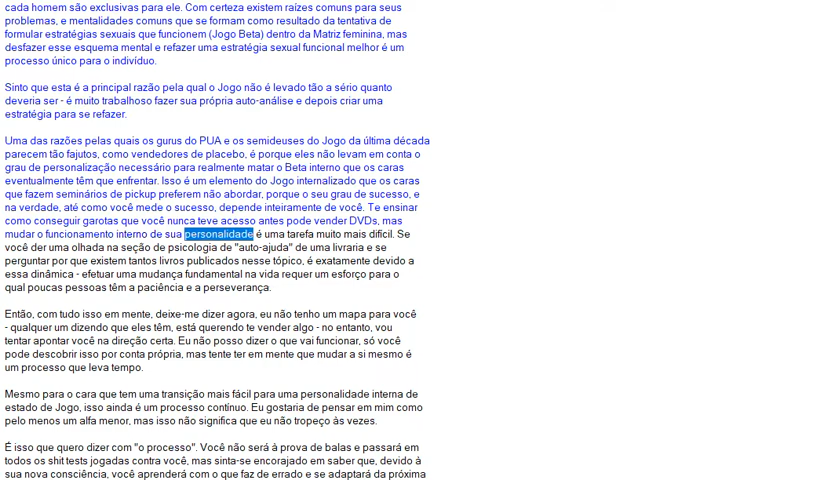 cada homem são exclusivas para ele. Com certeza existem raízes comuns para seus
problemas, e mentalidades comuns que se formam como resultado da tentativa de
formular estratégias sexuais que funcionem (Jogo Beta) dentro da Matriz feminina, mas
desfazer esse esquema mental e refazer uma estratégia sexual funcional melhor é um
processo único para o indivíduo.
Sinto que esta é a principal razão pela qual o Jogo não é levado tão a sério quanto
deveria ser - é muito trabalhoso fazer sua própria auto-análise e depois criar uma
estratégia para se refazer.
Uma das razões pelas quais os gurus do PUA e os semideuses do Jogo da última década
parecem tão fajutos, como vendedores de placebo, é porque eles não levam em conta o
grau de personalização necessário para realmente matar o Beta interno que os caras
eventualmente têm que enfrentar. Isso é um elemento do Jogo internalizado que os caras
que fazem seminários de pickup preferem não abordar, porque o seu grau de sucesso, e
na verdade, até como você mede o sucesso, depende inteiramente de você. Te ensinar
como conseguir garotas que você nunca teve acesso antes pode vender DVDs, mas
mudar o funcionamento interno de sua personalidade é uma tarefa muito mais difícil. Se
você der uma olhada na seção de psicologia de "auto-ajuda" de uma livraria e se
perguntar por que existem tantos livros publicados nesse tópico, é exatamente devido a
essa dinâmica - efetuar uma mudança fundamental na vida requer um esforço para o
qual poucas pessoas têm a paciência e a perseverança.
Então, com tudo isso em mente, deixe-me dizer agora, eu não tenho um mapa para você
- qualquer um dizendo que eles têm, está querendo te vender algo - no entanto, vou
tentar apontar você na direção certa. Eu não posso dizer o que vai funcionar, só você
pode descobrir isso por conta própria, mas tente ter em mente que mudar a si mesmo é
um processo que leva tempo.
Mesmo para o cara que tem uma transição mais fácil para uma personalidade interna de
estado de Jogo, isso ainda é um processo contínuo. Eu gostaria de pensar em mim como
pelo menos um alfa menor, mas isso não significa que eu não tropeço às vezes.
É isso que quero dizer com "o processo". Você não será à prova de balas e passará em
todos os shit tests jogadas contra você, mas sinta-se encorajado em saber que, devido à
sua nova consciência, você aprenderá com o que faz de errado e se adaptará da próxima